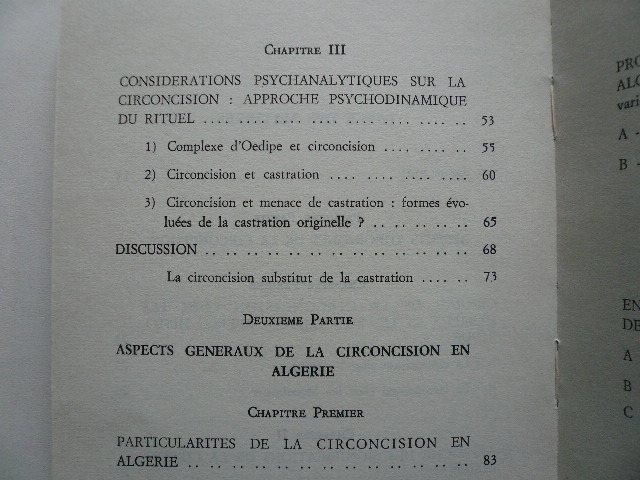 CHAPITRE III
CONSIDERATIONS PSYCHANALYTIQUES SUR LA
CIRCONCISION : APPROCHE PSYCHODINAMIQUE
DU RITUEL .... .... .... .... .... .... .... .... .. 53
1) Complexe d'Oedipe et circoncision .... .... .. 55
2) Circoncision et castration .... .... .... .... 60
3) Circoncision et menace de castration : formes évo-
luées de la castration originelle ? .. .. .. .. .. 65
DISCUSSION .. .. .. .. .. .. .. .. .. .. .. .. .. 68
La circoncision substitut de la castration .... .. 73
DEUXIEME PARTIE
ASPECTS GENERAUX DE LA CIRCONCISION EN
ALGERIE
CHAPITRE PREMIER
PARTICULARITES DE LA CIRCONCISION EN
ALGERIE .. .. .. .. .. .. .. .. .. .. .. .. .. .. 83
PRO
ALG
vari
A -
B -
EN
DE
A
B
C